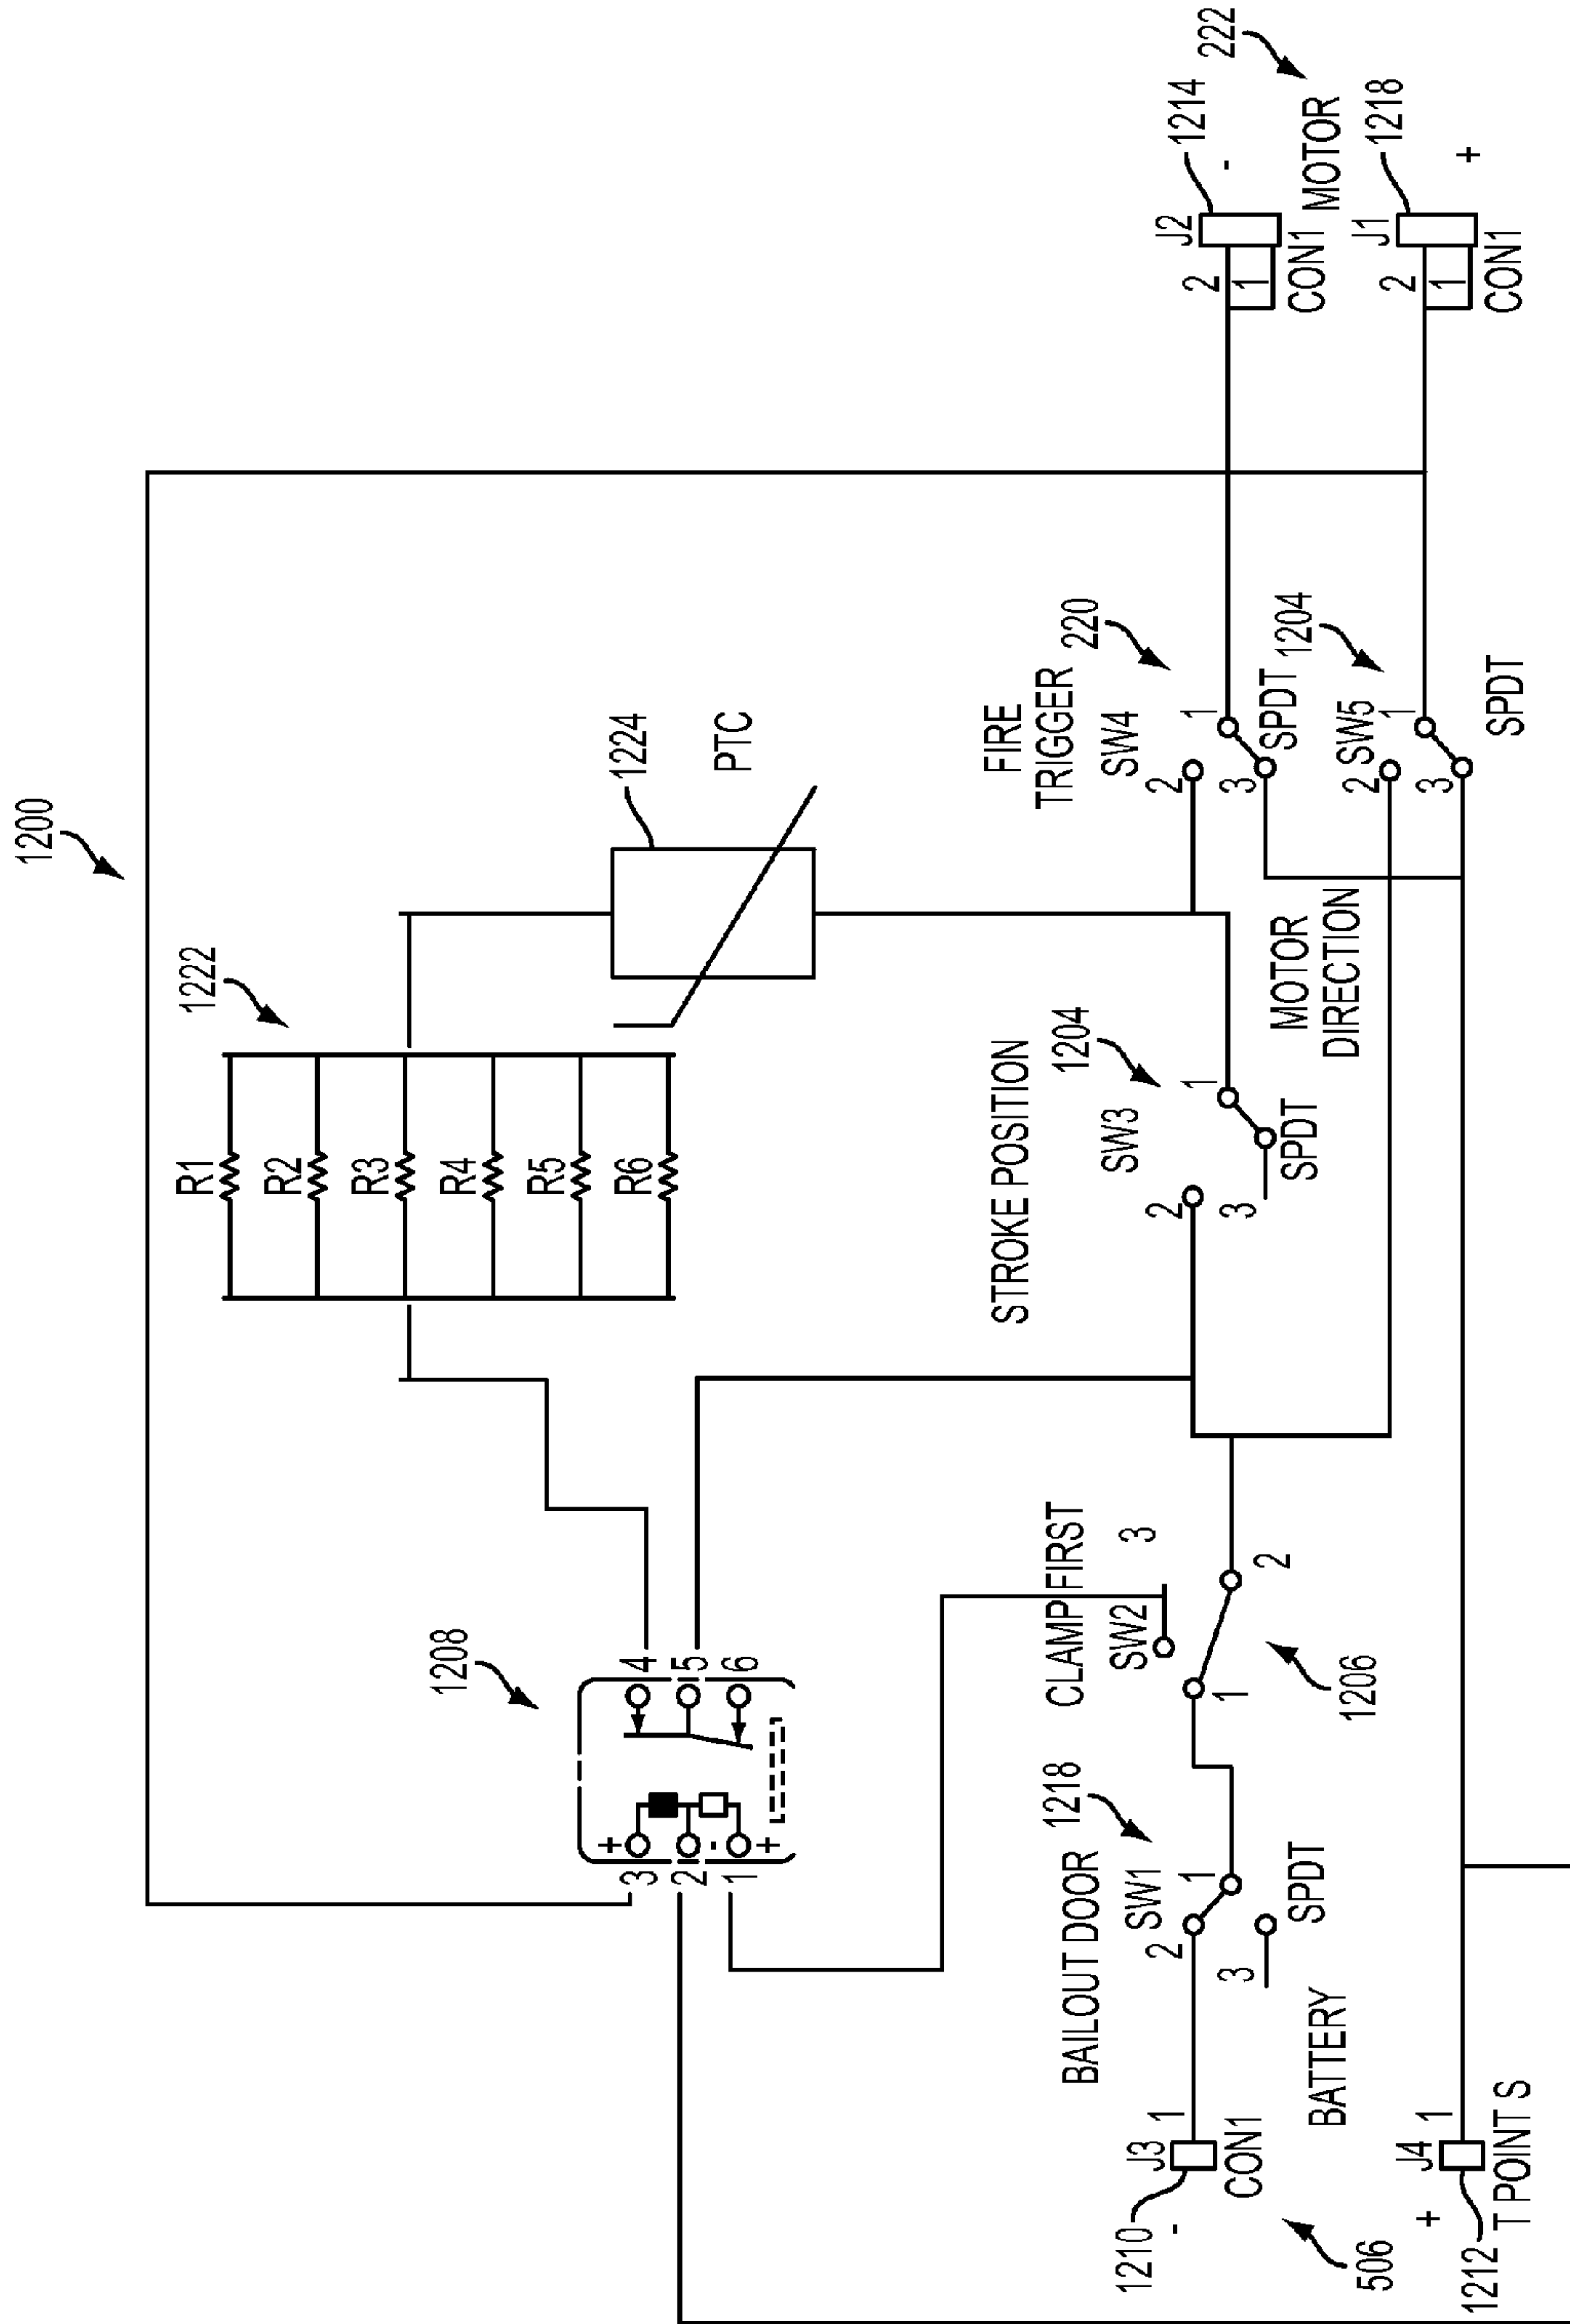 1200
1222
R1
R2
R3
R4
R5
R6
1224
PTC
1208
+
3
2
-
1
+
4
5
6
STROKE POSITION
1204
SW3
2
1
3
SPDT
FIRE
TRIGGER
220
SW4
2
1
3
SPDT
MOTOR
DIRECTION
1204
SW5
2
1
3
SPDT
J2
1214
2
1
CON1
-
MOTOR
222
J1
1218
2
1
CON1
+
CLAMP FIRST
SW2
3
1
2
1206
BAILOUT DOOR
1218
SW1
2
1
3
SPDT
BATTERY
J3
1
CON1
1210
-
506
J4
1
+
1212
T POINT S